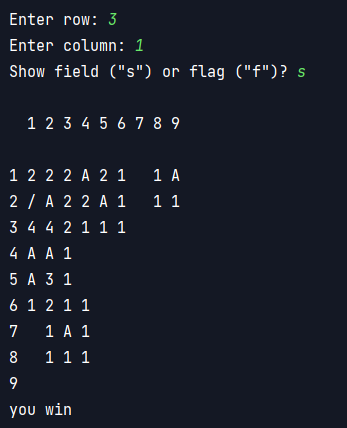 Enter row: 3
Enter column: 1
Show field ("s") or flag ("f")? s
  1 2 3 4 5 6 7 8 9
1 2 2 2 A 2 1   1 A
2 / A 2 2 A 1   1 1
3 4 4 2 1 1 1
4 A A 1
5 A 3 1
6 1 2 1 1
7   1 A 1
8   1 1 1
9
you win